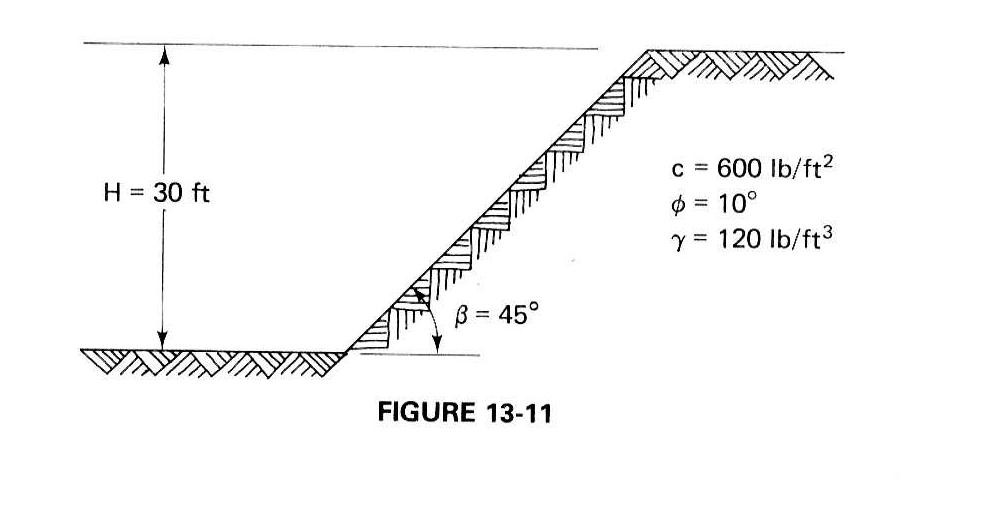 H = 30 ft
c = 600 lb/ft²
ϕ = 10°
γ = 120 lb/ft³
β = 45°
FIGURE 13-11